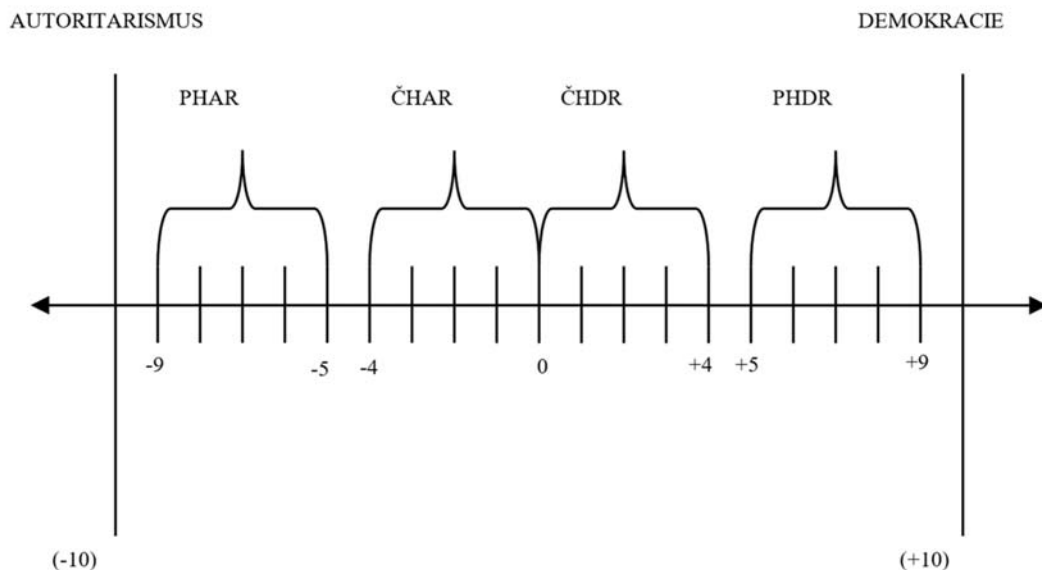 AUTORITARISMUS DEMOKRACIE
PHAR ČHAR ČHDR PHDR
-9 -5 -4 0 +4 +5 +9
(-10) (+10)